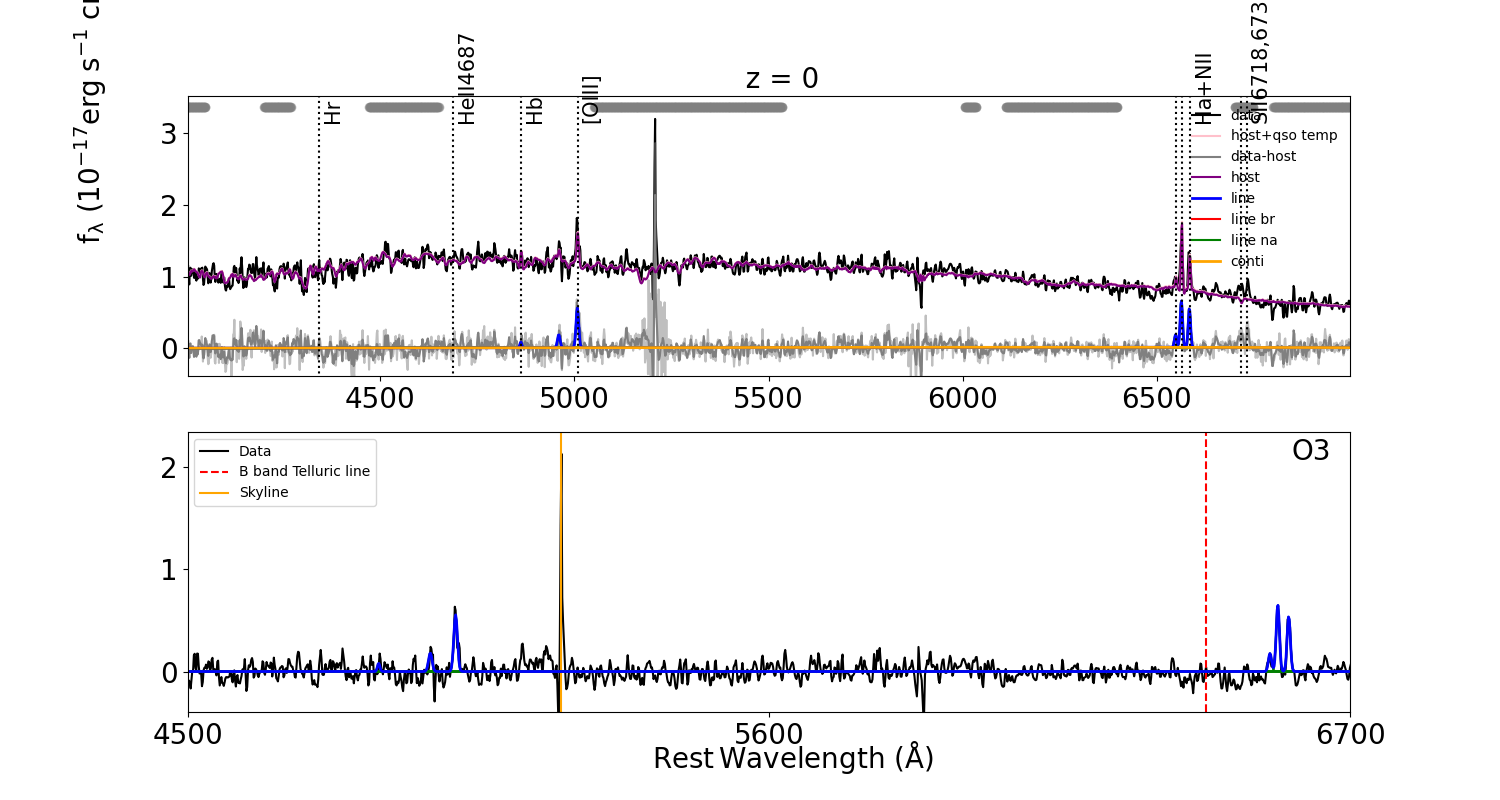 z = 0
f_λ (10⁻¹⁷erg s⁻¹ c
Hr
HeII4687
Hb
[OIII]
Ha+NII
SII6718,673
data
host+qso temp
data-host
host
line
line br
line na
conti
3
2
1
0
4500 5000 5500 6000 6500
O3
Data
B band Telluric line
Skyline
2
1
0
4500 5600 6700
Rest Wavelength (Å)